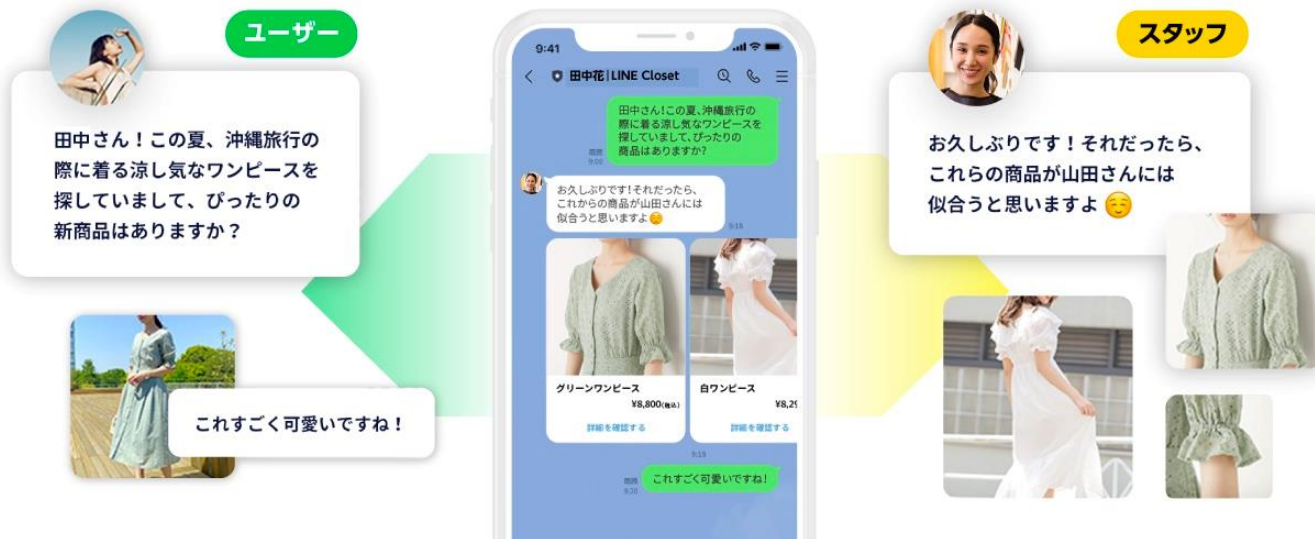 ユーザー
田中さん！この夏、沖縄旅行の
際に着る涼し気なワンピースを
探していまして、ぴったりの
新商品はありますか？
これすごく可愛いですね！
9:41
田中花|LINE Closet
田中さん！この夏、沖縄旅行の
際に着る涼し気なワンピースを
探していまして、ぴったりの
商品はありますか？
既読
9:00
お久しぶりです！それだったら、
これからの商品が山田さんには
似合うと思いますよ😊
9:18
グリーンワンピース
¥8,800(税込)
詳細を確認する
白ワンピース
¥8,29
詳細を確認する
9:18
既読
9:20
これすごく可愛いですね！
スタッフ
お久しぶりです！それだったら、
これらの商品が山田さんには
似合うと思いますよ😊